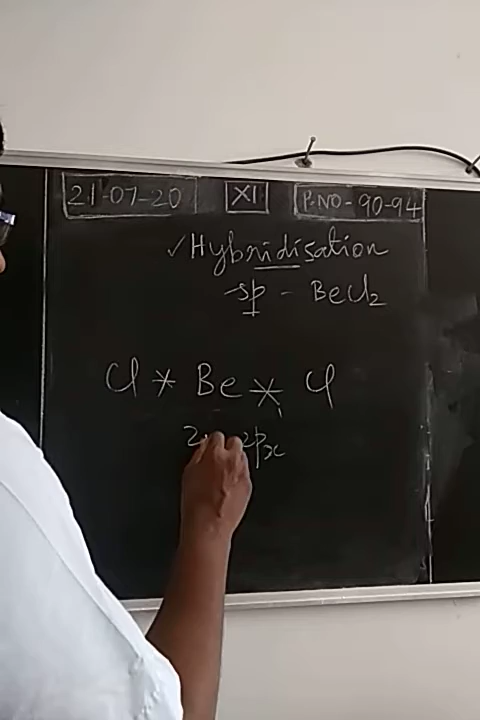 21-07-20 XI P.NO-90-94
✓Hybridisation
sp - BeCl2
Cl * Be * Cl
2px